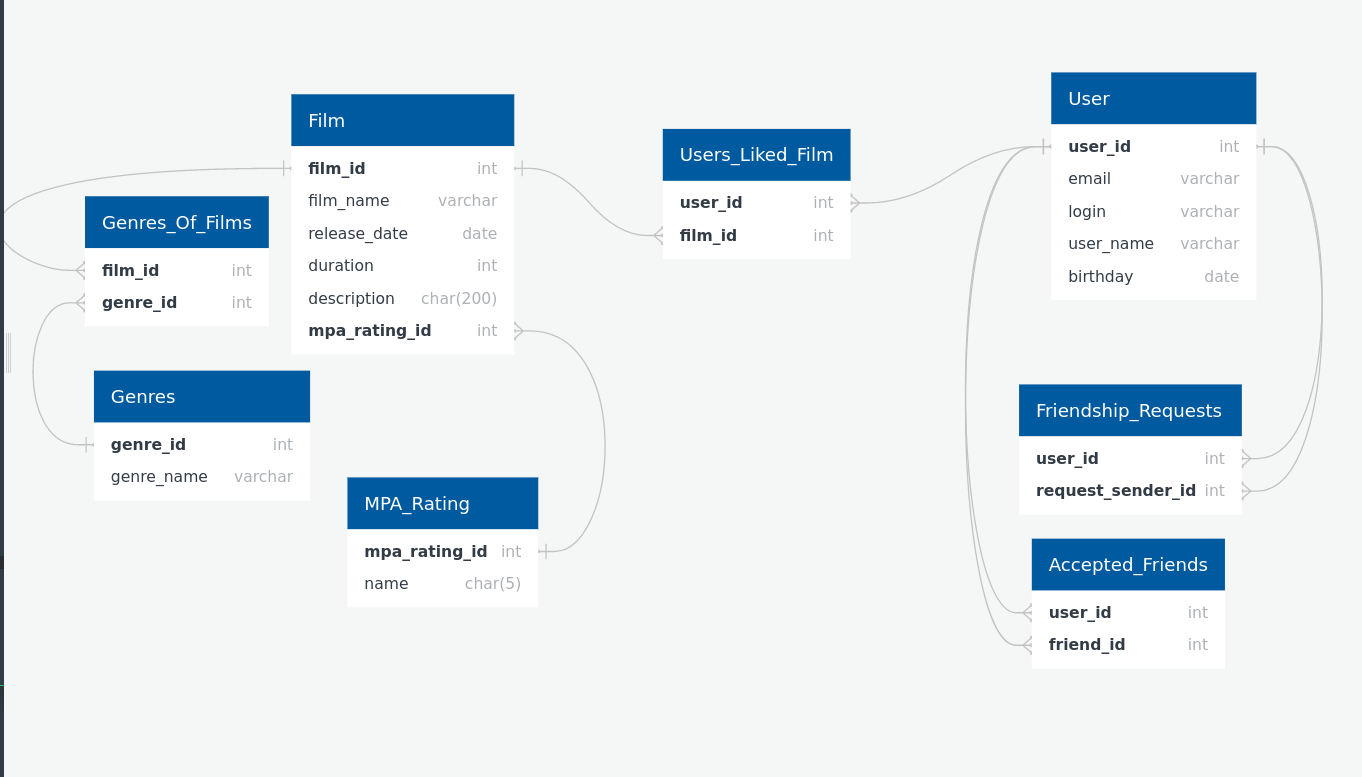 Film
film_id int
film_name varchar
release_date date
duration int
description char(200)
mpa_rating_id int
Genres_Of_Films
film_id int
genre_id int
Genres
genre_id int
genre_name varchar
MPA_Rating
mpa_rating_id int
name char(5)
Users_Liked_Film
user_id int
film_id int
User
user_id int
email varchar
login varchar
user_name varchar
birthday date
Friendship_Requests
user_id int
request_sender_id int
Accepted_Friends
user_id int
friend_id int